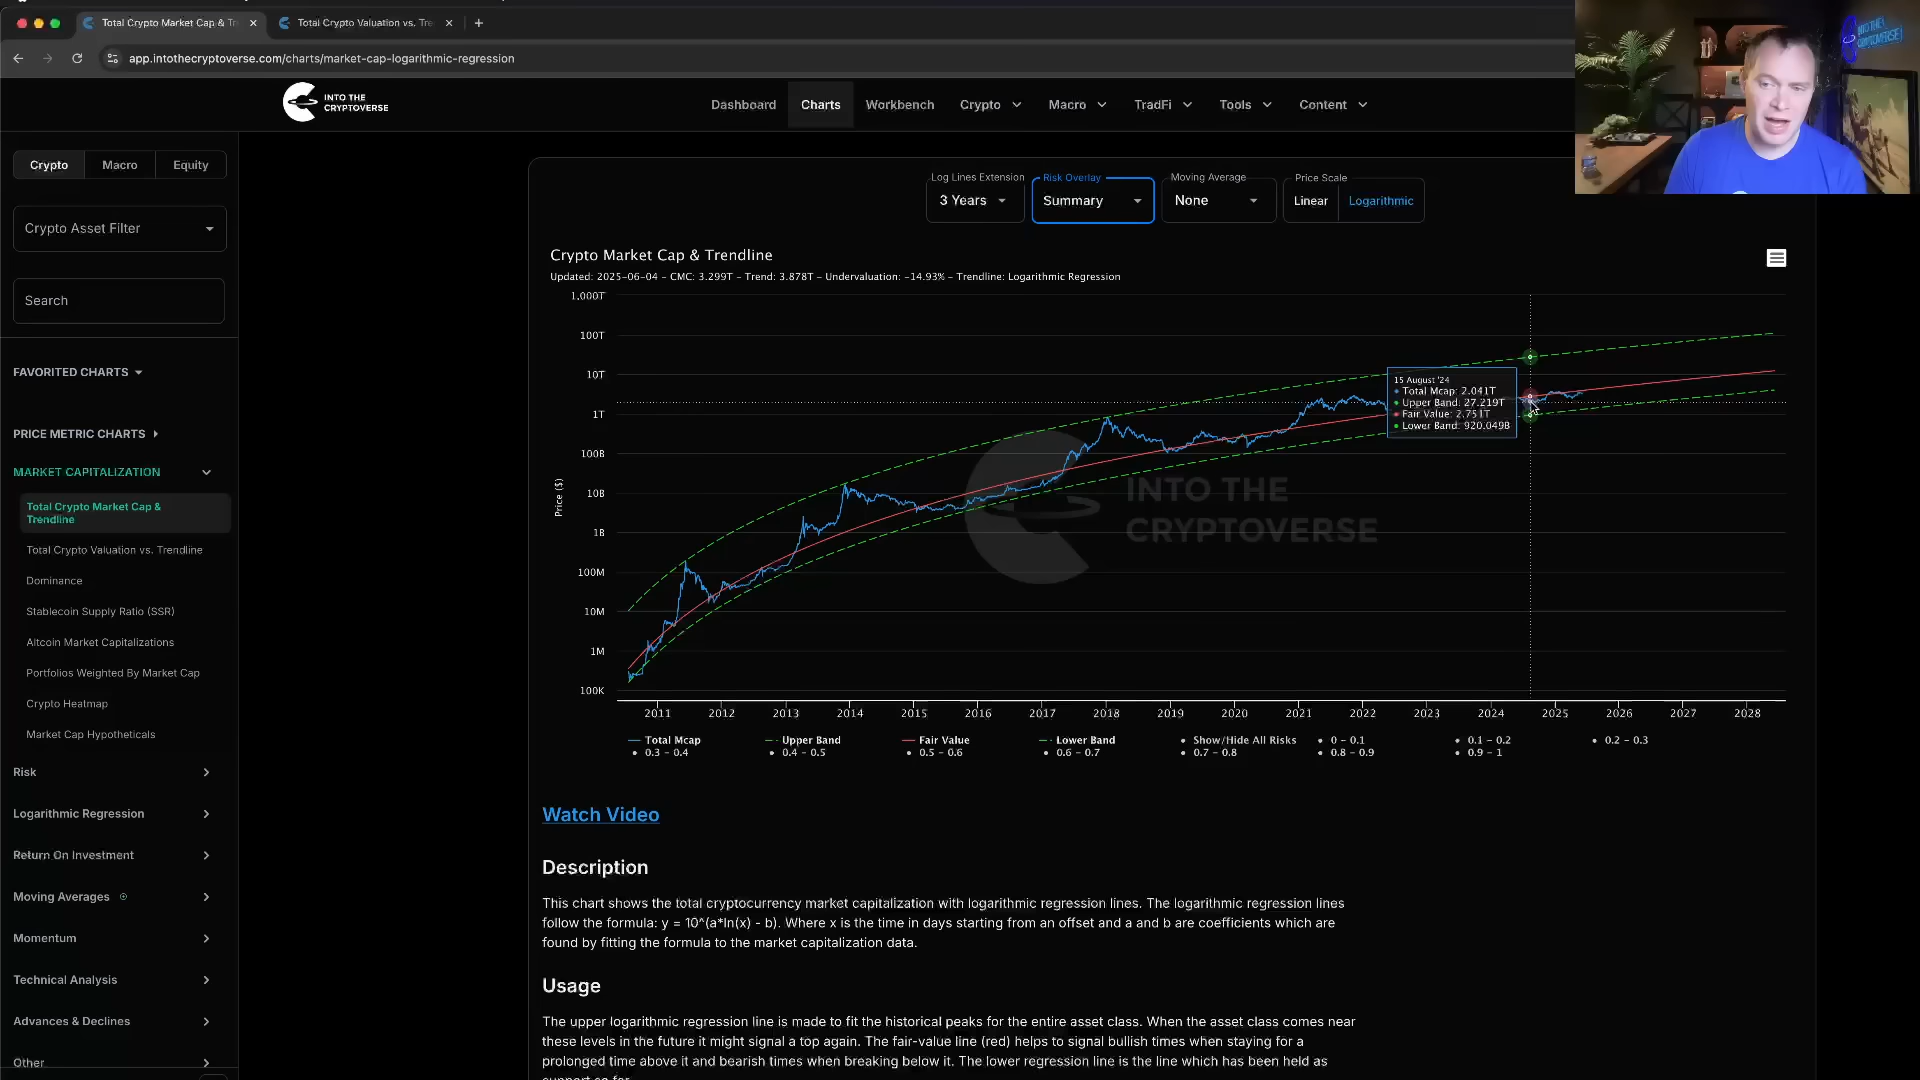 Total Crypto Market Cap & Tr
Total Crypto Valuation vs. Tre
app.intothecryptoverse.com/charts/market-cap-logarithmic-regression
INTO THE
CRYPTOVERSE
Dashboard
Charts
Workbench
Crypto
Macro
TradFi
Tools
Content
INTO THE
CRYPTOVERSE
Crypto
Macro
Equity
Crypto Asset Filter
Search
FAVORITED CHARTS
PRICE METRIC CHARTS
MARKET CAPITALIZATION
Total Crypto Market Cap &
Trendline
Total Crypto Valuation vs. Trendline
Dominance
Stablecoin Supply Ratio (SSR)
Altcoin Market Capitalizations
Portfolios Weighted By Market Cap
Crypto Heatmap
Market Cap Hypotheticals
Risk
Logarithmic Regression
Return On Investment
Moving Averages
Momentum
Technical Analysis
Advances & Declines
Other
Log Lines Extension
3 Years
Risk Overlay
Summary
Moving Average
None
Price Scale
Linear
Logarithmic
Crypto Market Cap & Trendline
Updated: 2025-06-04 - CMC: 3.299T - Trend: 3.878T - Undervaluation: -14.93% - Trendline: Logarithmic Regression
1,000T
100T
10T
1T
100B
10B
1B
100M
10M
1M
100K
Price ($)
15 August '24
Total Mcap: 2.041T
Upper Band: 27.219T
Fair Value: 2.751T
Lower Band: 920.049B
INTO THE
CRYPTOVERSE
2011 2012 2013 2014 2015 2016 2017 2018 2019 2020 2021 2022 2023 2024 2025 2026 2027 2028
Total Mcap Upper Band Fair Value Lower Band Show/Hide All Risks 0 - 0.1 0.1 - 0.2 0.2 - 0.3
0.3 - 0.4 0.4 - 0.5 0.5 - 0.6 0.6 - 0.7 0.7 - 0.8 0.8 - 0.9 0.9 - 1
Watch Video
Description
This chart shows the total cryptocurrency market capitalization with logarithmic regression lines. The logarithmic regression lines
follow the formula: y = 10^(a*ln(x) - b). Where x is the time in days starting from an offset and a and b are coefficients which are
found by fitting the formula to the market capitalization data.
Usage
The upper logarithmic regression line is made to fit the historical peaks for the entire asset class. When the asset class comes near
these levels in the future it might signal a top again. The fair-value line (red) helps to signal bullish times when staying for a
prolonged time above it and bearish times when breaking below it. The lower regression line is the line which has been held as
support so far.